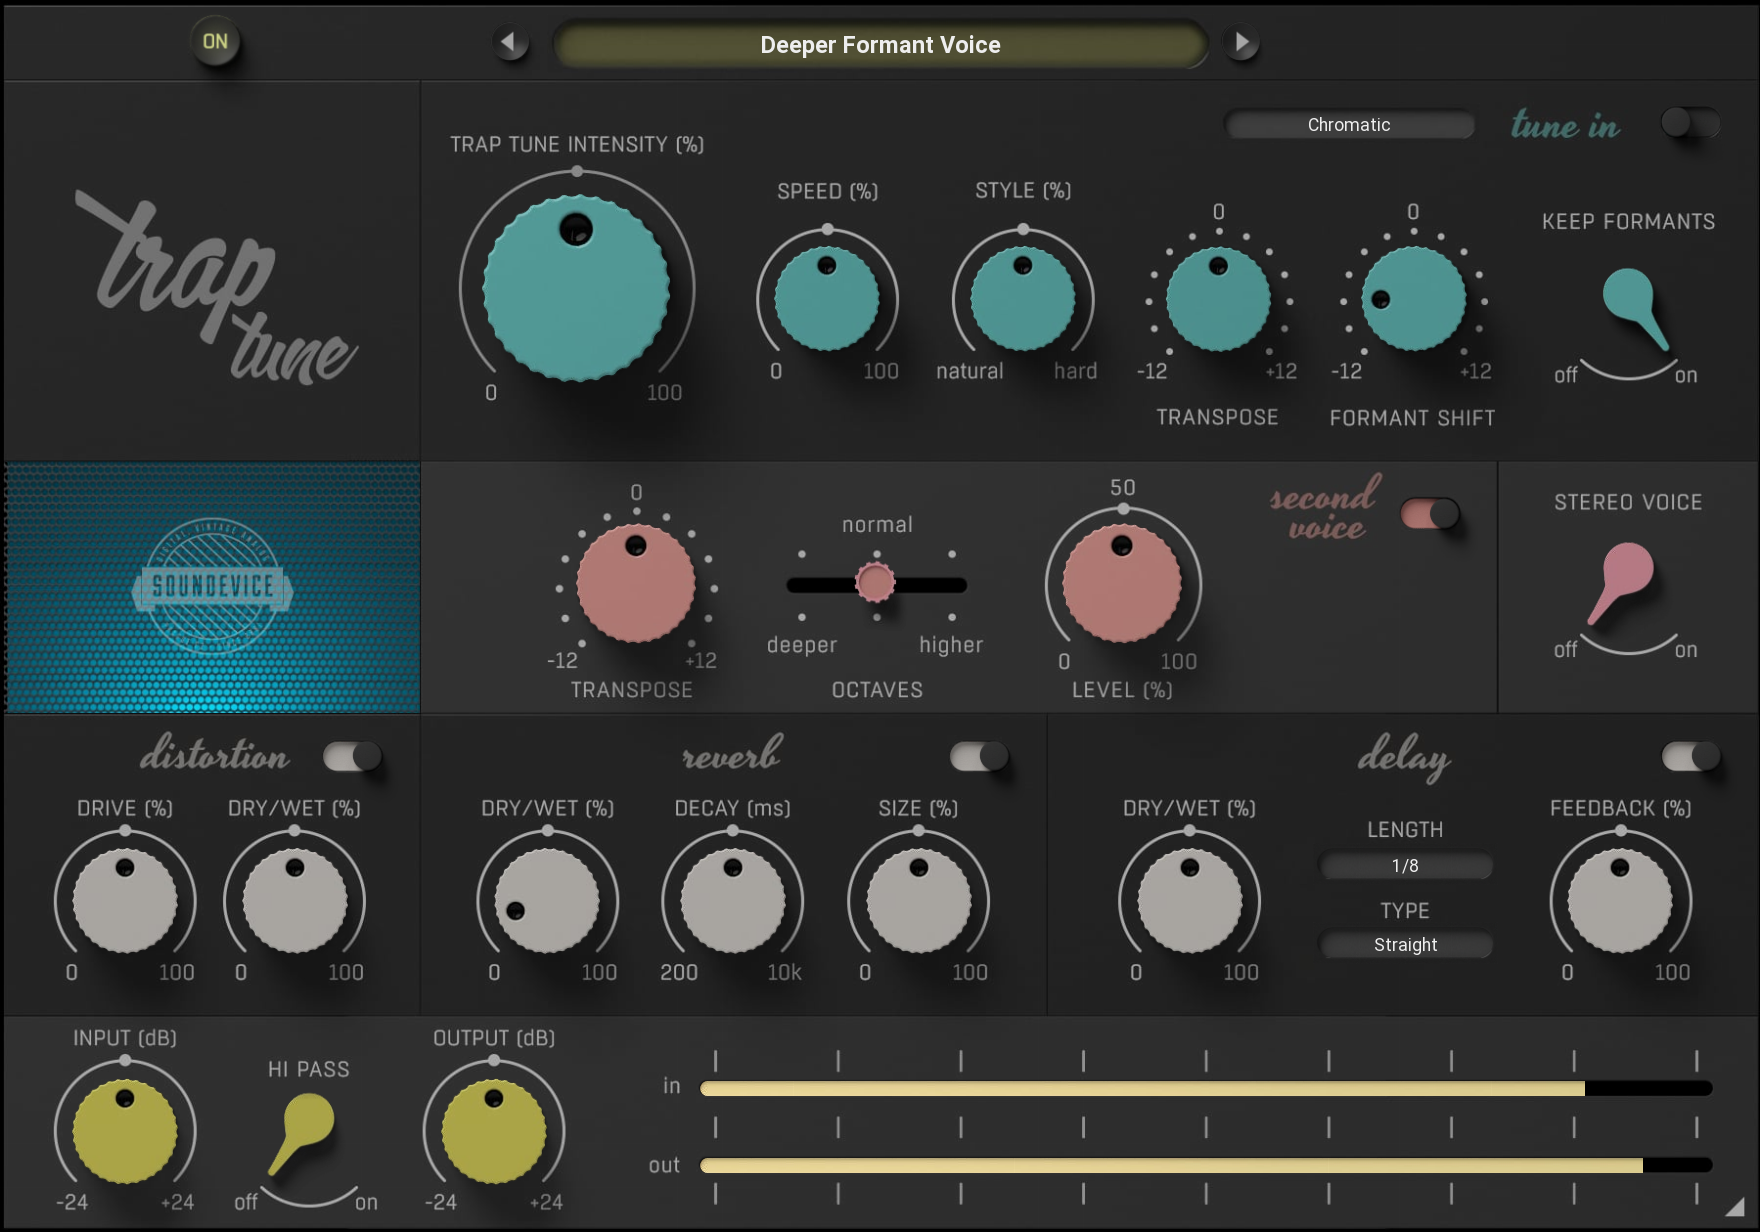 ON
Deeper Formant Voice
Chromatic
tune in
trap
tune
TRAP TUNE INTENSITY (%)
0
100
SPEED (%)
0
100
STYLE (%)
natural
hard
0
-12
+12
TRANSPOSE
0
-12
+12
FORMANT SHIFT
KEEP FORMANTS
off
on
DIGITAL VINTAGE ANALOG
SOUNDEVICE
0
-12
+12
TRANSPOSE
normal
deeper
higher
OCTAVES
50
0
100
LEVEL (%)
second
voice
STEREO VOICE
off
on
distortion
DRIVE (%)
0
100
DRY/WET (%)
0
100
reverb
DRY/WET (%)
0
100
DECAY (ms)
200
10k
SIZE (%)
0
100
delay
DRY/WET (%)
0
100
LENGTH
1/8
TYPE
Straight
FEEDBACK (%)
0
100
INPUT (dB)
-24
+24
HI PASS
off
on
OUTPUT (dB)
-24
+24
in
out